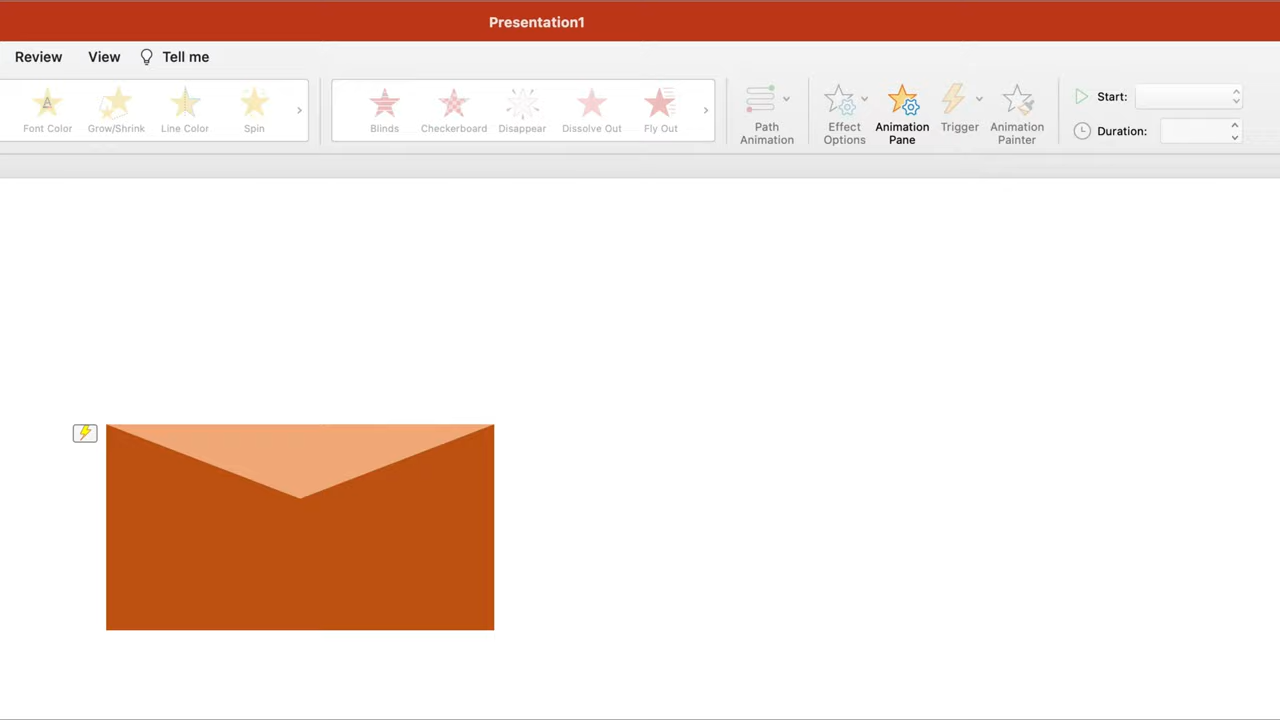 Presentation1
Review View Tell me
Start:
Duration:
Font Color Grow/Shrink Line Color Spin Blinds Checkerboard Disappear Dissolve Out Fly Out
Path
Animation
Effect
Options
Animation
Pane
Trigger
Animation
Painter